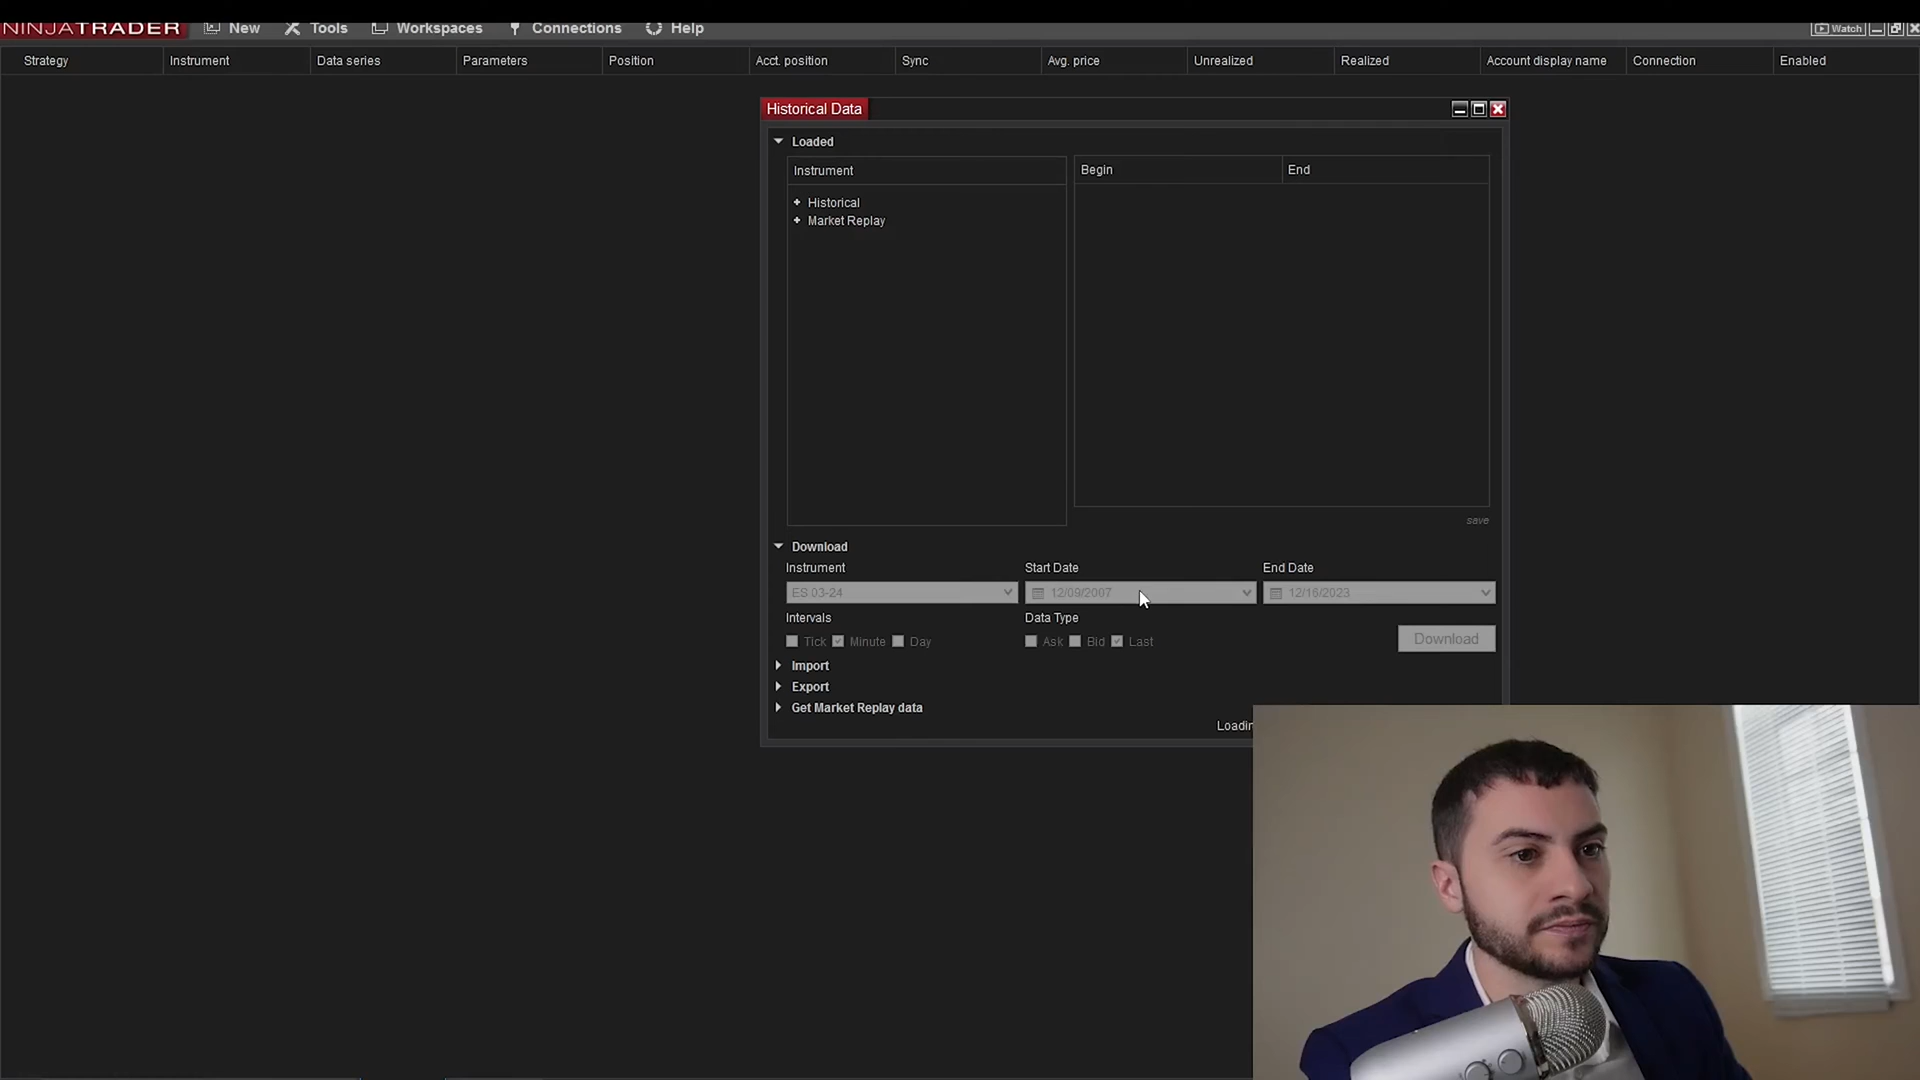 NINJATRADER New Tools Workspaces Connections Help Watch
Strategy Instrument Data series Parameters Position Acct. position Sync Avg. price Unrealized Realized Account display name Connection Enabled
Historical Data
Loaded
Instrument Begin End
Historical
Market Replay
save
Download
Instrument Start Date End Date
ES 03-24 12/09/2007 12/16/2023
Intervals Data Type
Tick Minute Day Ask Bid Last Download
Import
Export
Get Market Replay data